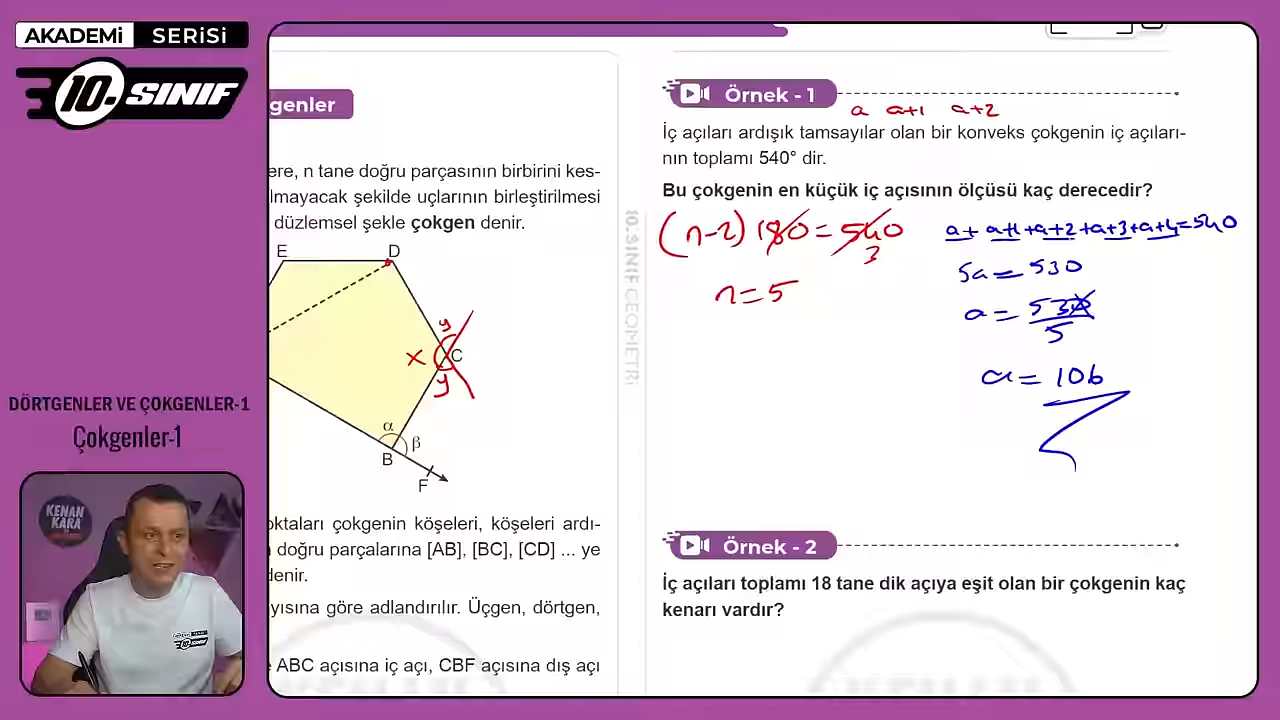 AKADEMİ SERİSİ
10. SINIF
DÖRTGENLER VE ÇOKGENLER-1
Çokgenler-1
KENAN KARA
10.SINIF
genler
ere, n tane doğru parçasının birbirini kes-
lmayacak şekilde uçlarının birleştirilmesi
düzlemsel şekle çokgen denir.
E D
y
x C
y
α β
B
F
oktaları çokgenin köşeleri, köşeleri ardı-
doğru parçalarına [AB], [BC], [CD] ... ye
denir.
yısına göre adlandırılır. Üçgen, dörtgen,
ABC açısına iç açı, CBF açısına dış açı
10.SINIF GEOMETRİ
Örnek - 1
a a+1 a+2
İç açıları ardışık tamsayılar olan bir konveks çokgenin iç açıları-
nın toplamı 540° dir.
Bu çokgenin en küçük iç açısının ölçüsü kaç derecedir?
(n-2) 180 = 540
3
n = 5
a + a+1 + a+2 + a+3 + a+4 = 540
5a = 530
a = 530
5
a = 106
Örnek - 2
İç açıları toplamı 18 tane dik açıya eşit olan bir çokgenin kaç
kenarı vardır?